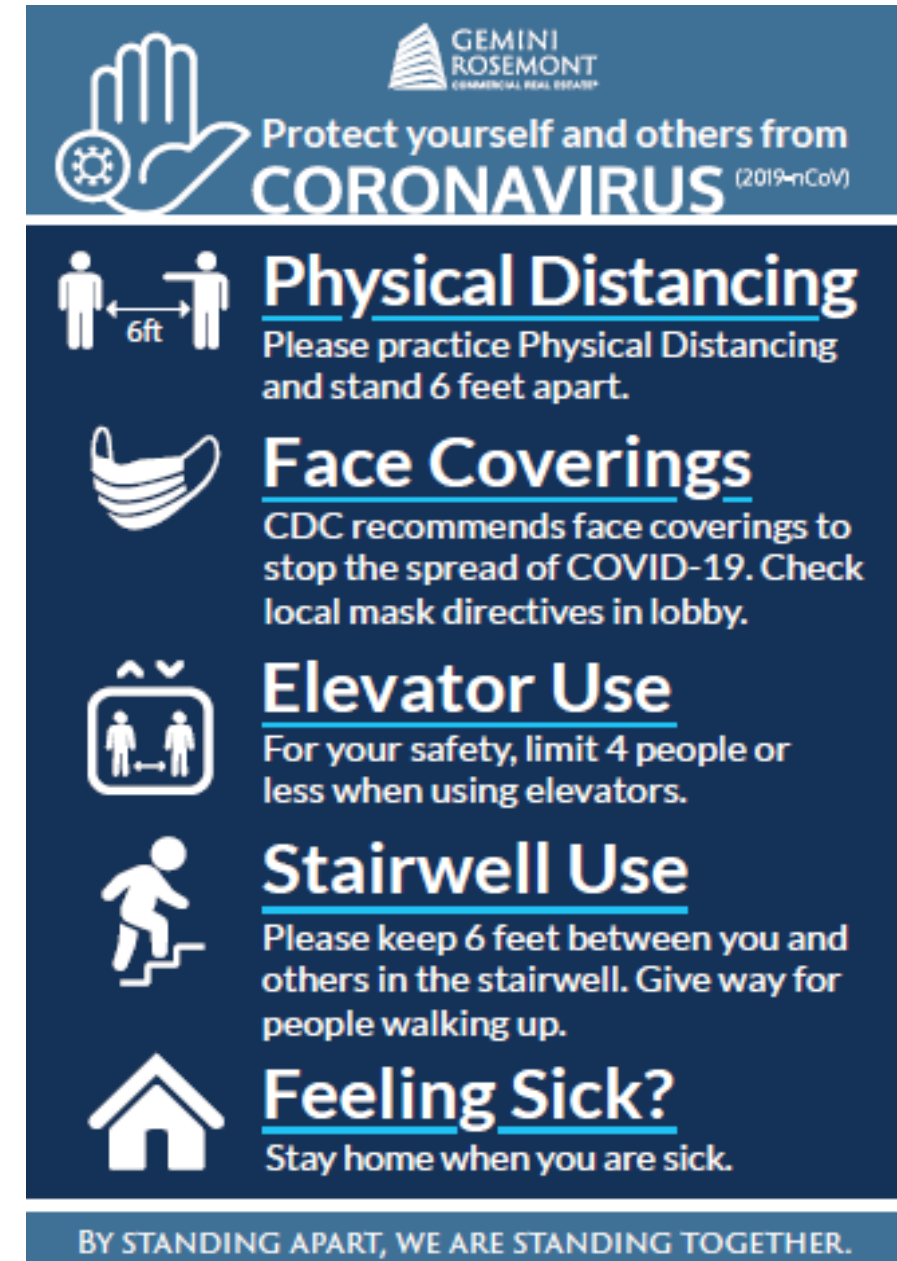 GEMINI
ROSEMONT
COMMERCIAL REAL ESTATE®
Protect yourself and others from
CORONAVIRUS (2019-nCoV)
6ft
Physical Distancing
Please practice Physical Distancing
and stand 6 feet apart.
Face Coverings
CDC recommends face coverings to
stop the spread of COVID-19. Check
local mask directives in lobby.
Elevator Use
For your safety, limit 4 people or
less when using elevators.
Stairwell Use
Please keep 6 feet between you and
others in the stairwell. Give way for
people walking up.
Feeling Sick?
Stay home when you are sick.
BY STANDING APART, WE ARE STANDING TOGETHER.